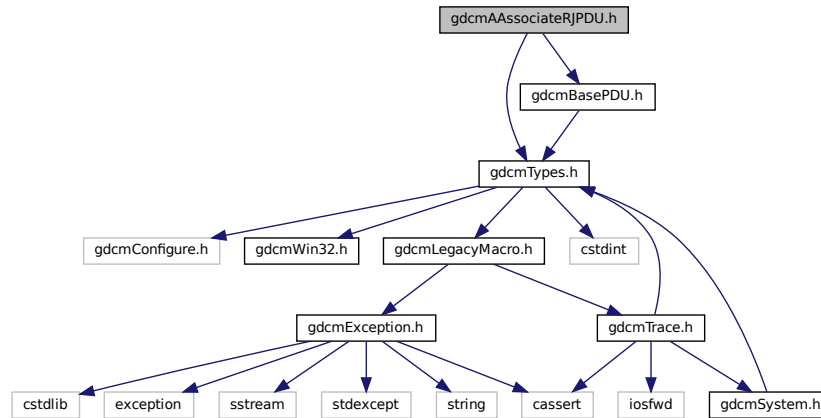 gdcmAAssociateRJPDU.h
gdcmBasePDU.h
gdcmTypes.h
gdcmConfigure.h
gdcmWin32.h
gdcmLegacyMacro.h
cstdint
gdcmException.h
gdcmTrace.h
cstdlib
exception
sstream
stdexcept
string
cassert
iosfwd
gdcmSystem.h